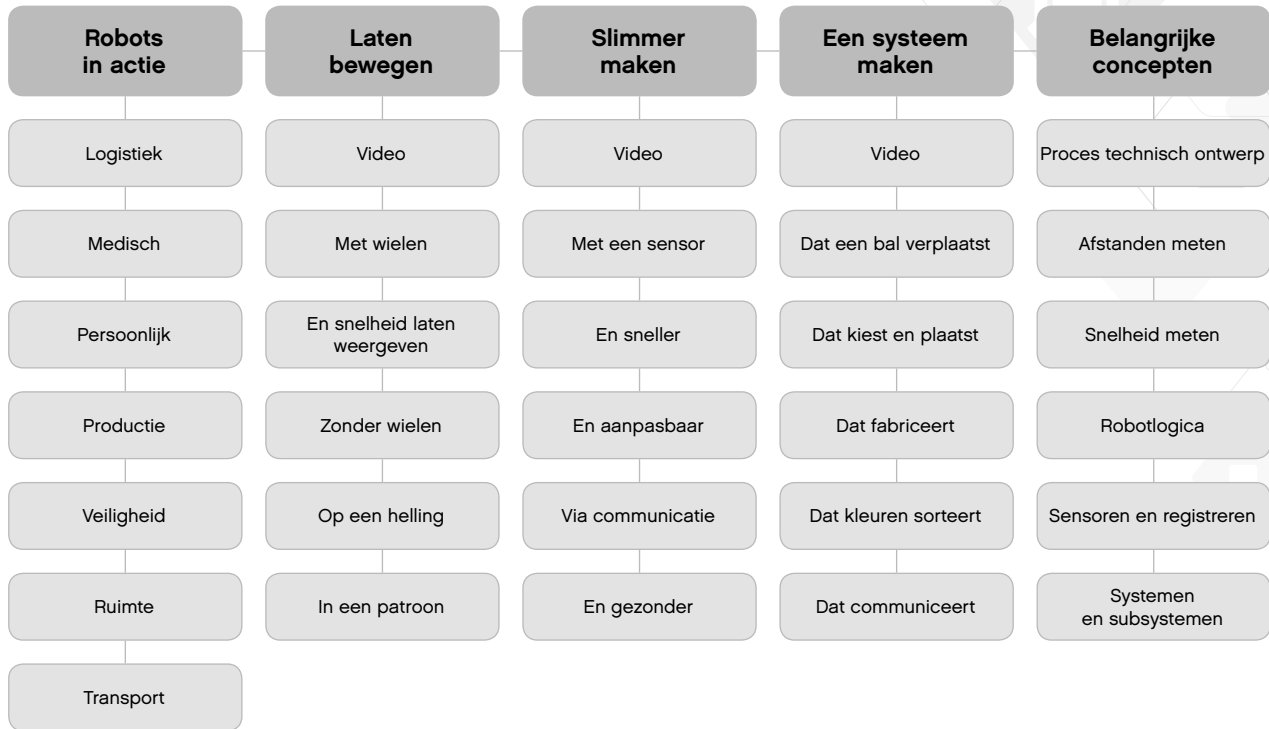 Robots
in actie
Laten
bewegen
Slimmer
maken
Een systeem
maken
Belangrijke
concepten
Logistiek
Medisch
Persoonlijk
Productie
Veiligheid
Ruimte
Transport
Video
Met wielen
En snelheid laten
weergeven
Zonder wielen
Op een helling
In een patroon
Video
Met een sensor
En sneller
En aanpasbaar
Via communicatie
En gezonder
Video
Dat een bal verplaatst
Dat kiest en plaatst
Dat fabriceert
Dat kleuren sorteert
Dat communiceert
Proces technisch ontwerp
Afstanden meten
Snelheid meten
Robotlogica
Sensoren en registreren
Systemen
en subsystemen